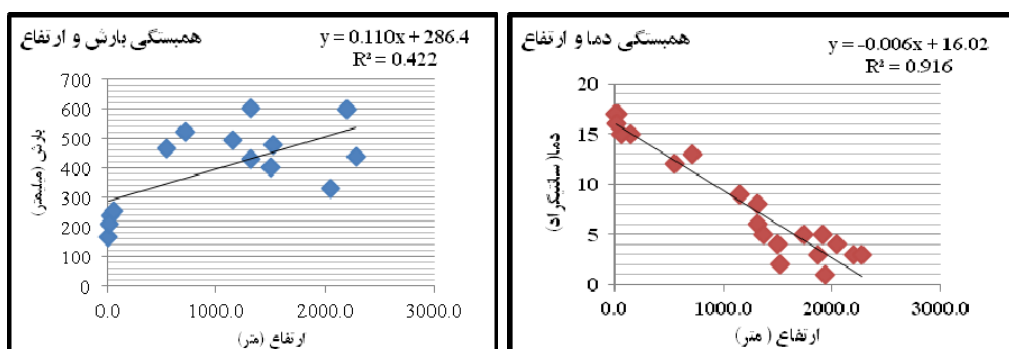 همبستگی بارش و ارتفاع
y = 0.110x + 286.4
R² = 0.422
بارش (میلیمتر)
700
600
500
400
300
200
100
0
0.0 1000.0 2000.0 3000.0
ارتفاع (متر)
همبستگی دما و ارتفاع
y = -0.006x + 16.02
R² = 0.916
دما( سانتیگراد)
20
15
10
5
0
0.0 1000.0 2000.0 3000.0
ارتفاع ( متر)